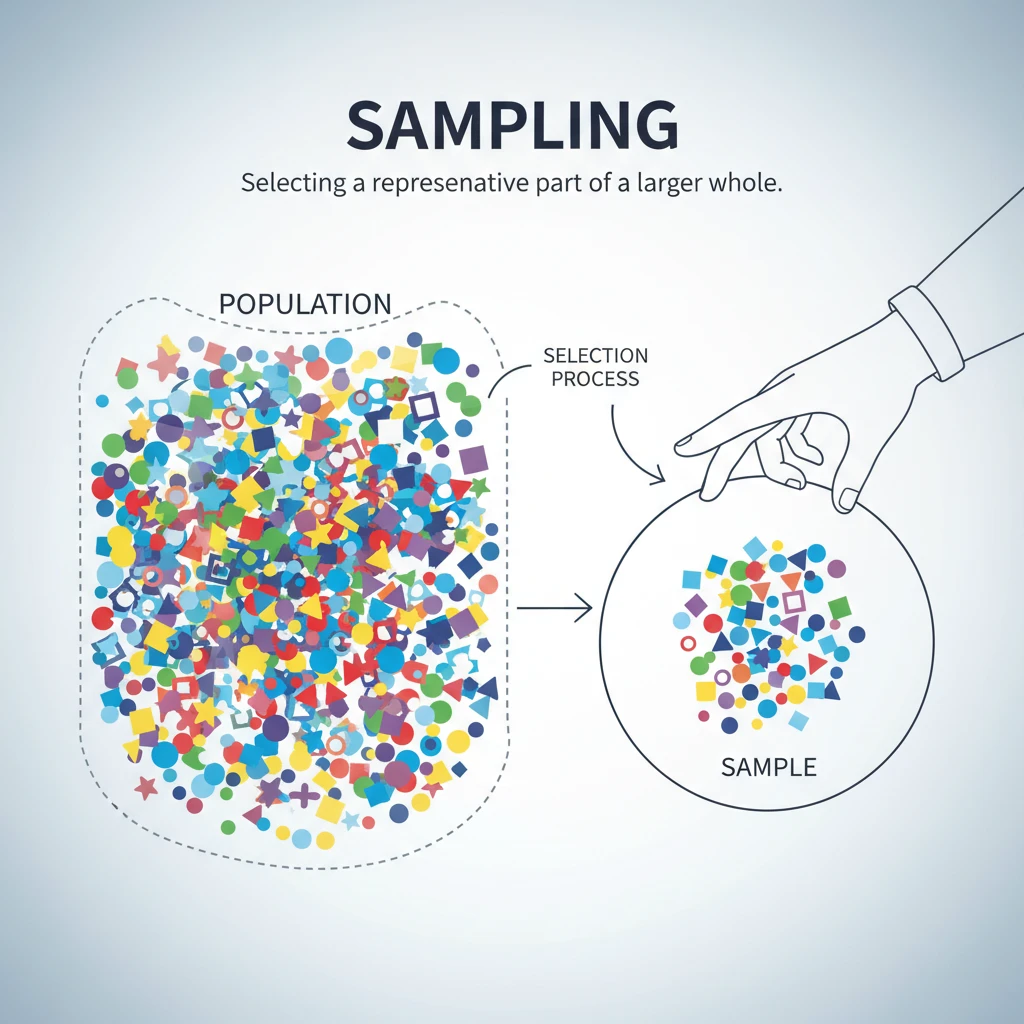 SAMPLING
Selecting a represenative part of a larger whole.
POPULATION
SELECTION
PROCESS
SAMPLE